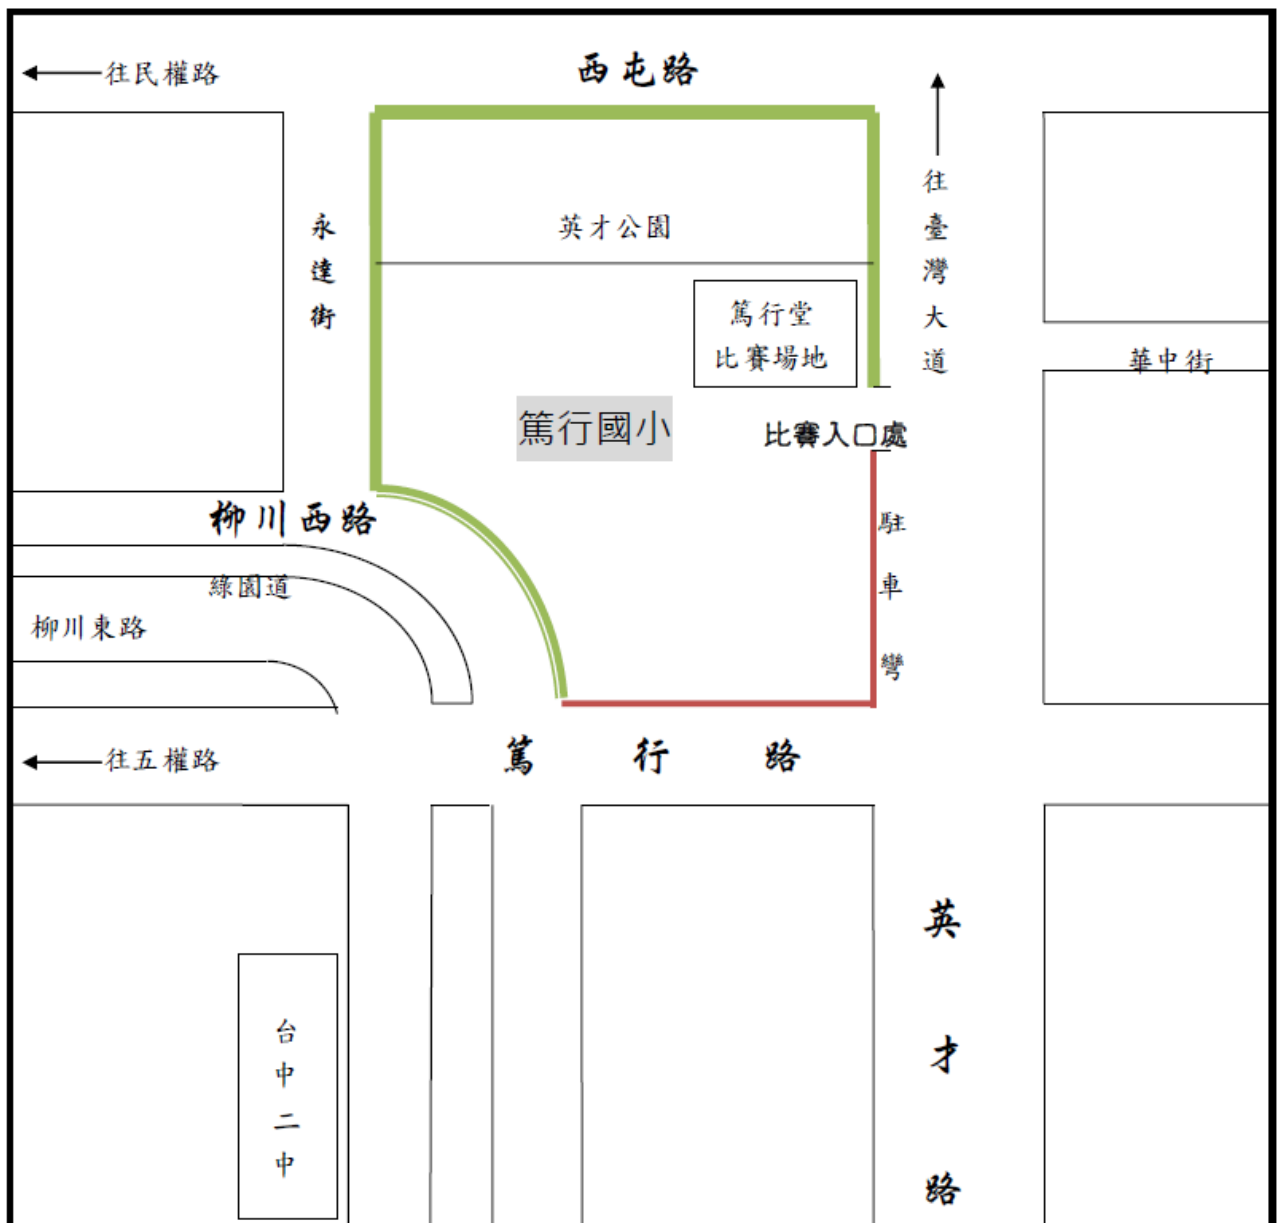 往民權路
西屯路
往臺灣大道
永達街
英才公園
篤行堂
比賽場地
華中街
篤行國小
比賽入口處
柳川西路
駐車彎
綠園道
柳川東路
篤行路
往五權路
英才路
台中二中